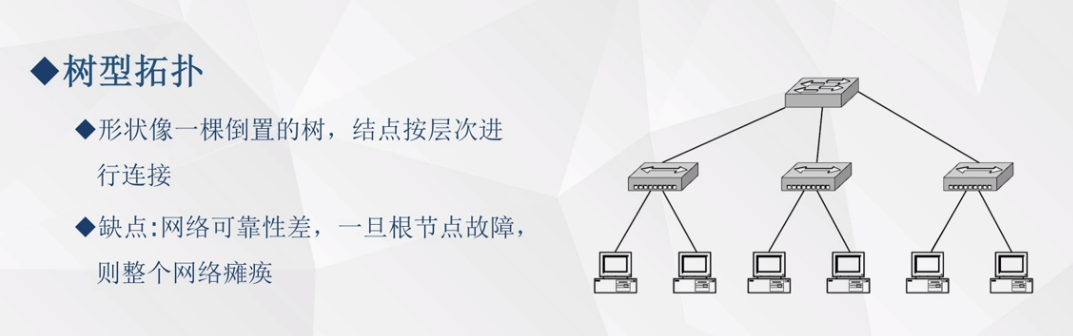 ◆树型拓扑
◆形状像一棵倒置的树，结点按层次进
行连接
◆缺点:网络可靠性差，一旦根节点故障，
则整个网络瘫痪